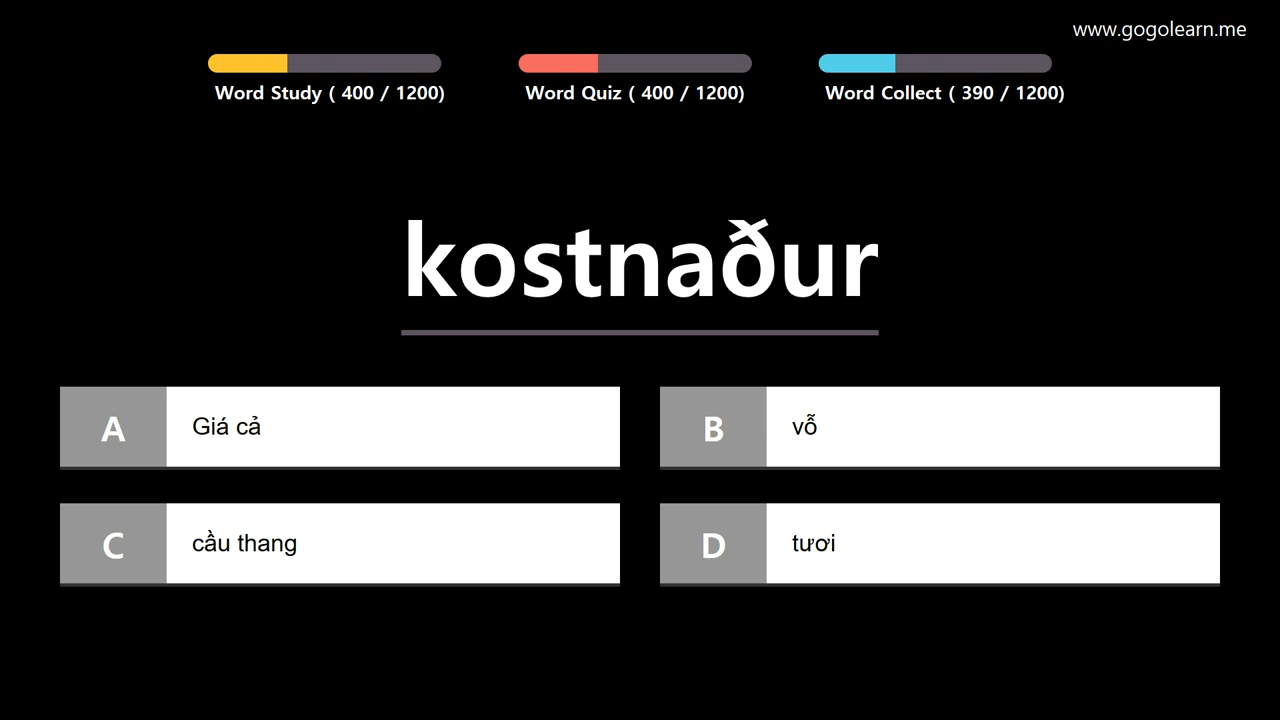 www.gogolearn.me
Word Study ( 400 / 1200)
Word Quiz ( 400 / 1200)
Word Collect ( 390 / 1200)
kostnaður
A Giá cả
B vỗ
C cầu thang
D tươi